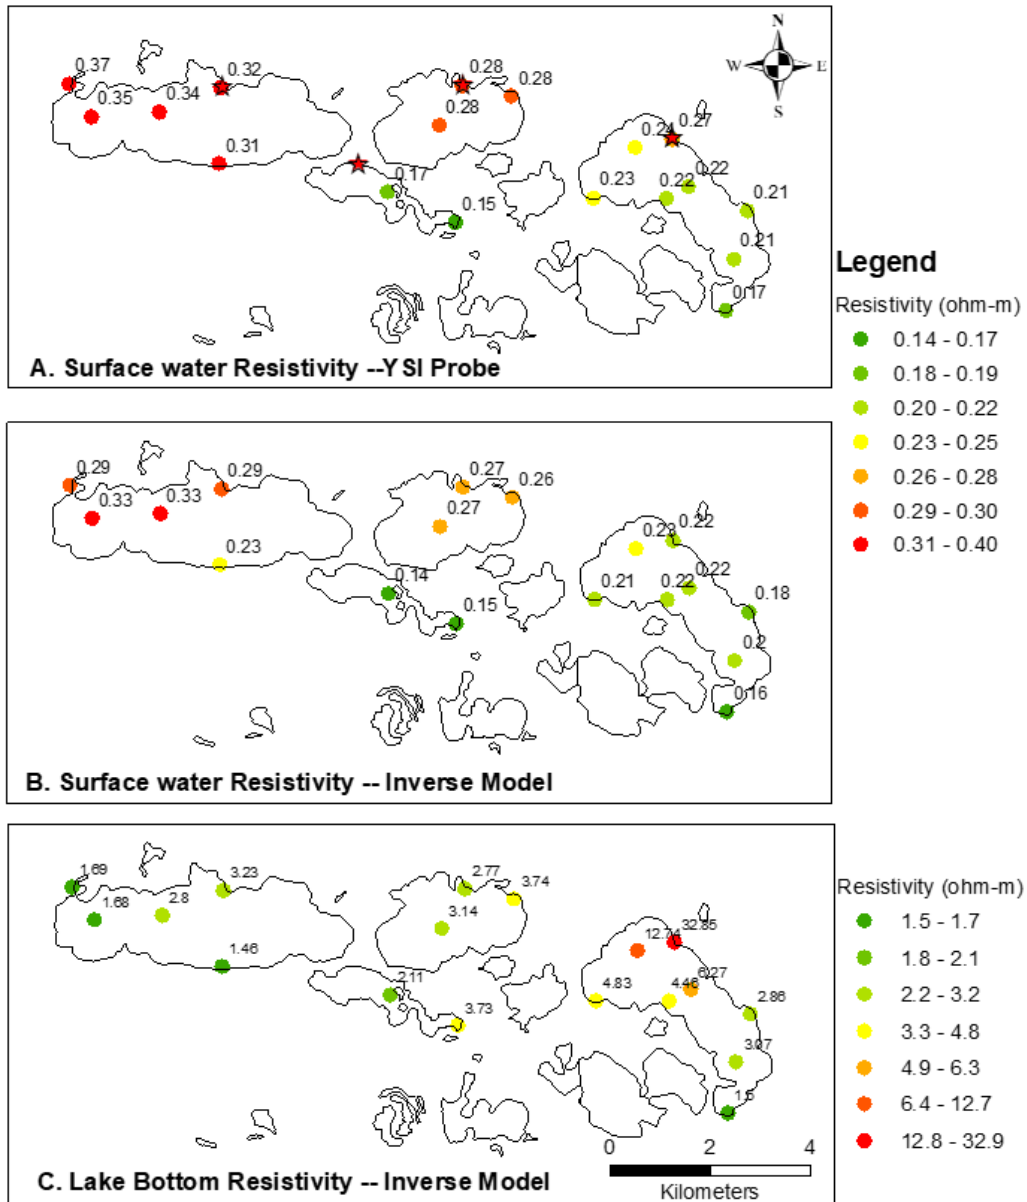 N
W E
S
0.37
0.32
0.35
0.34
0.31
0.28
0.28
0.28
0.17
0.15
0.24
0.27
0.23
0.22
0.22
0.21
0.21
0.17
A. Surface water Resistivity --YSI Probe
Legend
Resistivity (ohm-m)
0.14 - 0.17
0.18 - 0.19
0.20 - 0.22
0.23 - 0.25
0.26 - 0.28
0.29 - 0.30
0.31 - 0.40
0.29
0.29
0.33
0.33
0.23
0.27
0.26
0.27
0.14
0.15
0.23
0.22
0.21
0.22
0.22
0.18
0.2
0.16
B. Surface water Resistivity -- Inverse Model
1.69
3.23
1.68
2.8
1.46
2.77
3.74
3.14
2.11
3.73
12.74
32.85
4.83
4.46
6.27
2.86
3.07
1.5
0 2 4
Kilometers
C. Lake Bottom Resistivity -- Inverse Model
Resistivity (ohm-m)
1.5 - 1.7
1.8 - 2.1
2.2 - 3.2
3.3 - 4.8
4.9 - 6.3
6.4 - 12.7
12.8 - 32.9